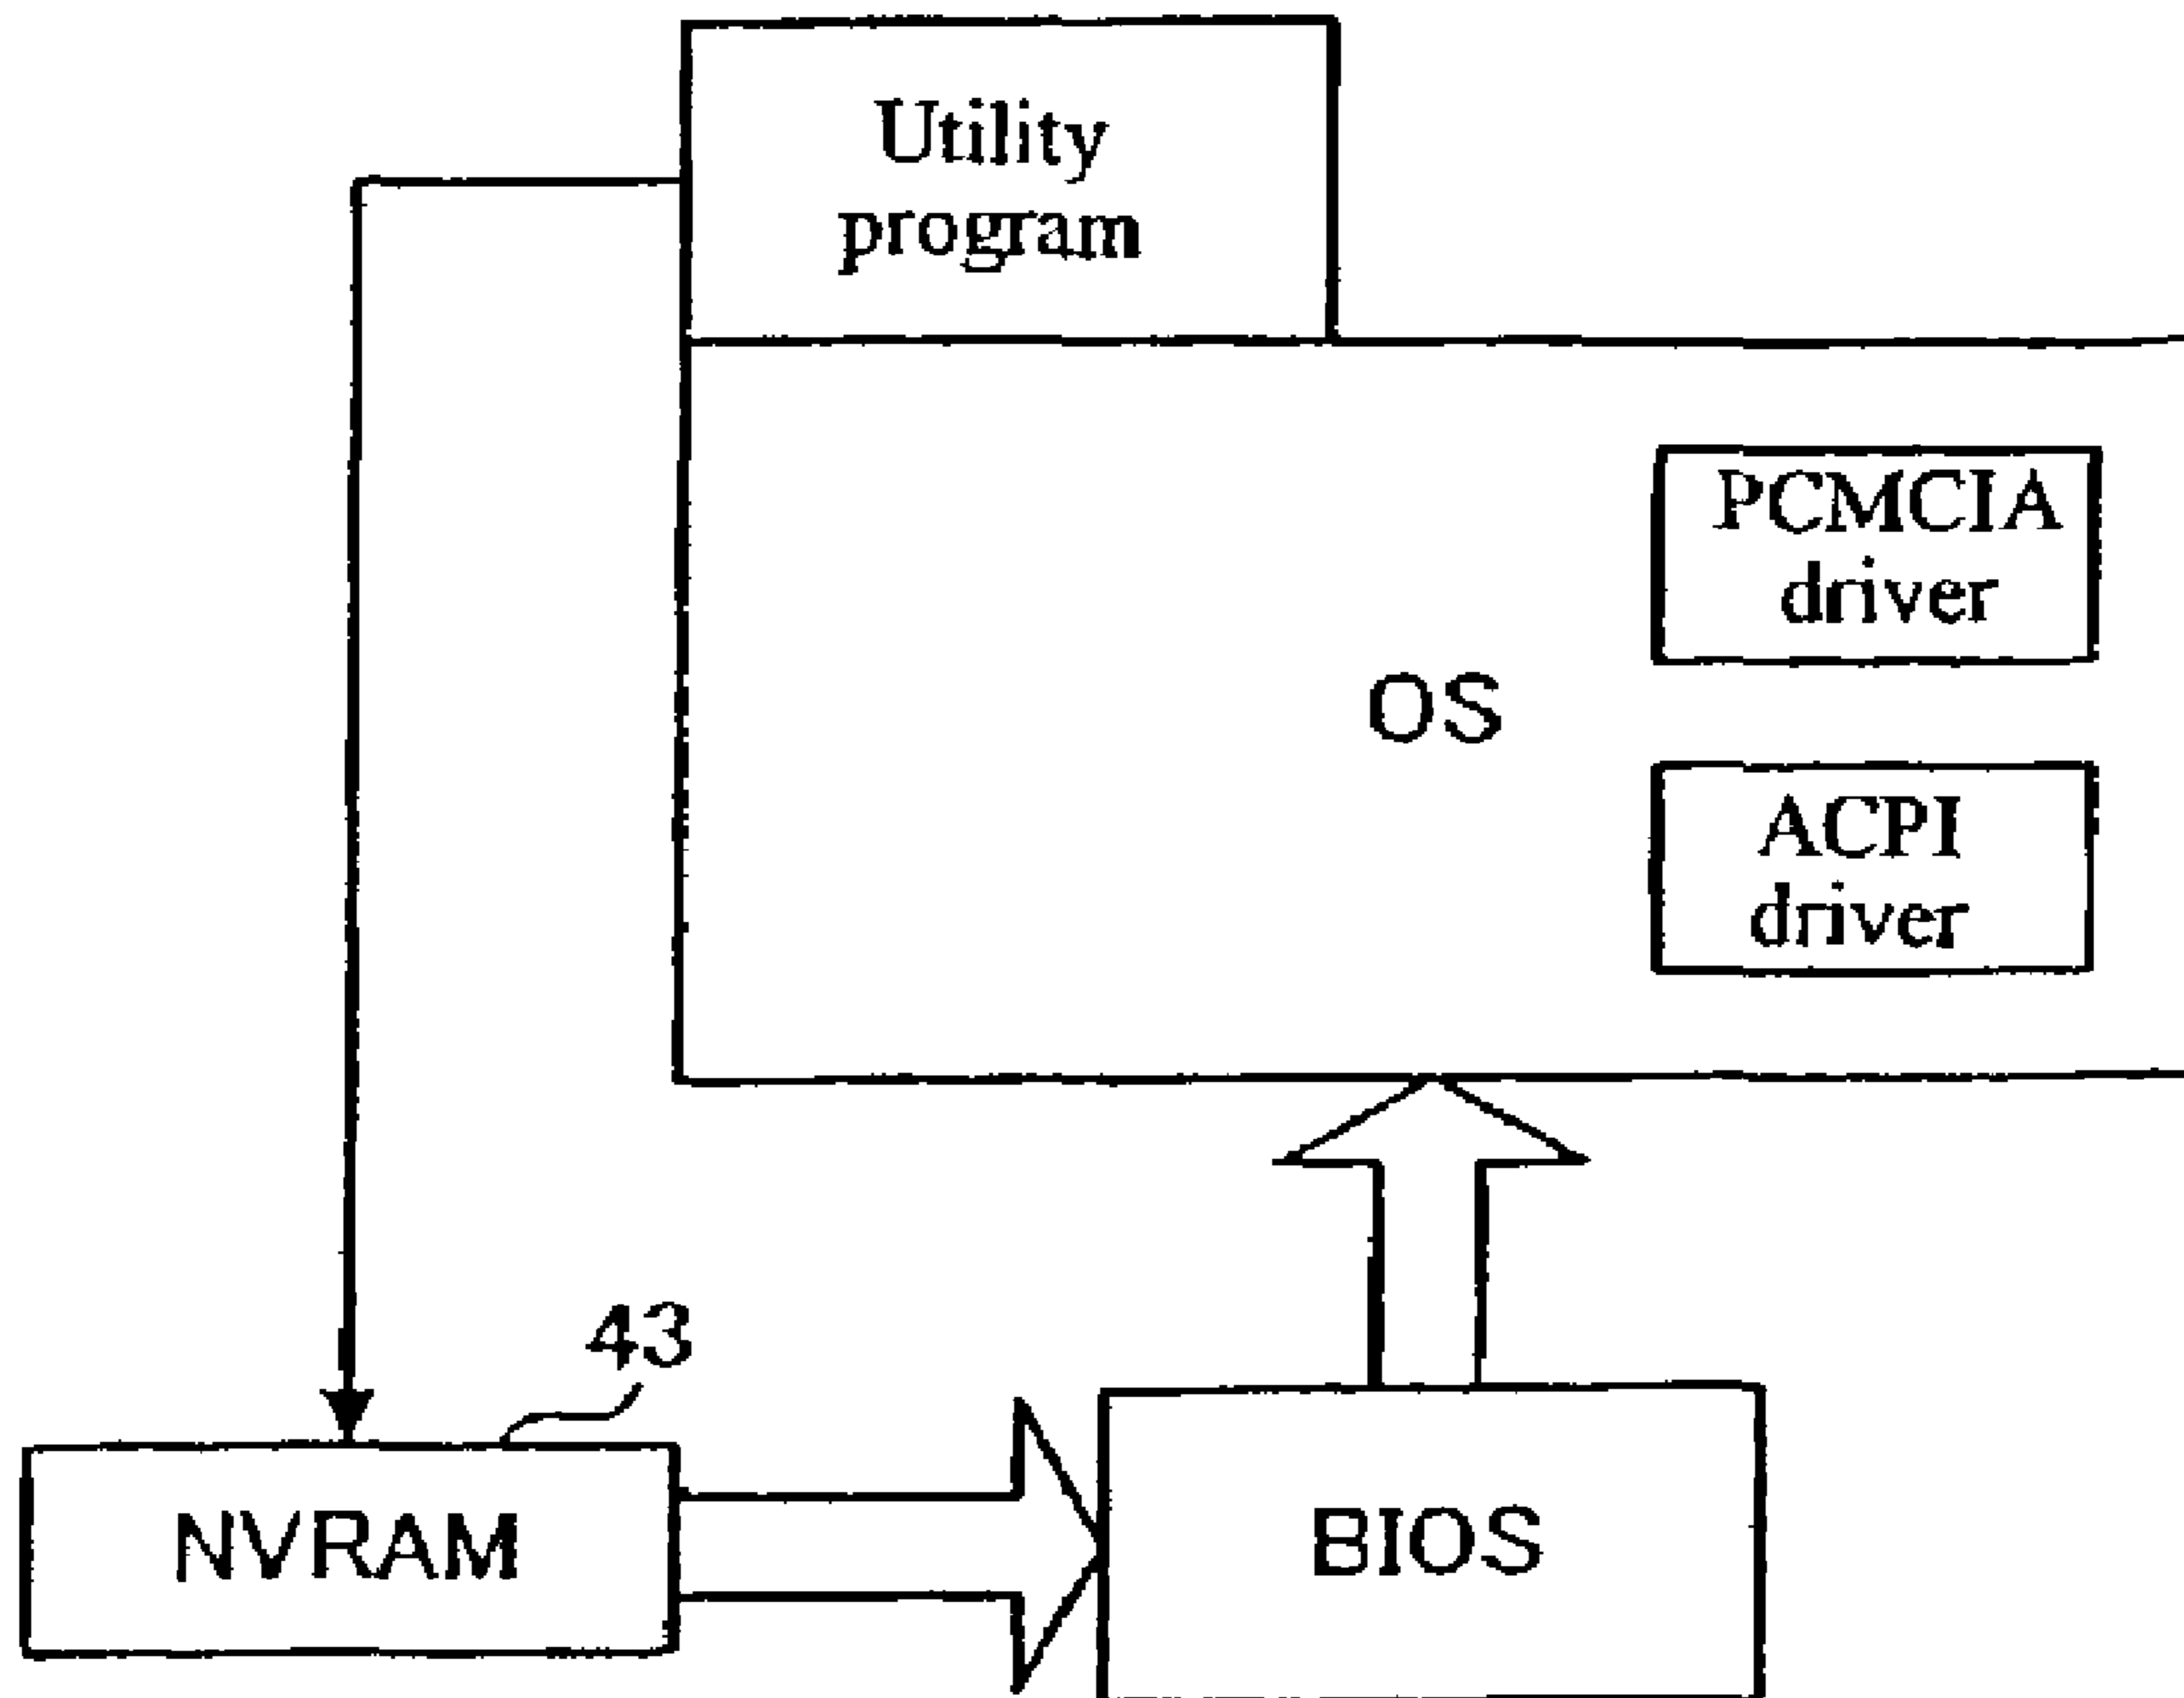 Utility
program
PCMCIA
driver
OS
ACPI
driver
43
NVRAM
BIOS